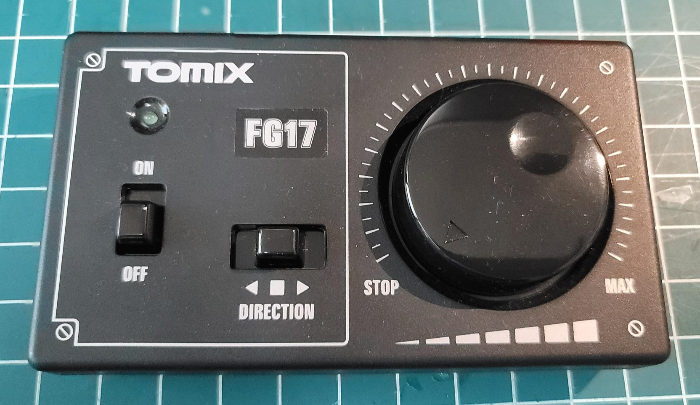 TOMIX
FG17
ON
OFF
DIRECTION
STOP
MAX